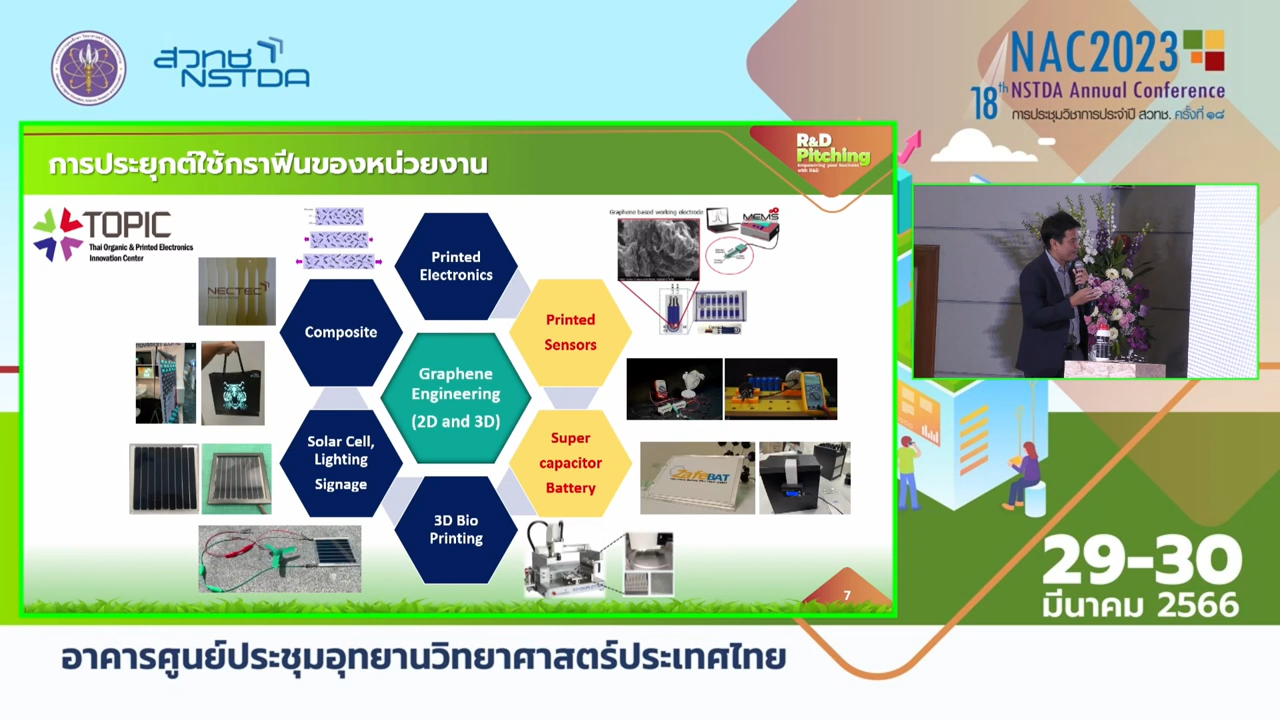 สวทช
NSTDA
NAC2023
18th NSTDA Annual Conference
การประชุมวิชาการประจำปี สวทช. ครั้งที่ ๑๘
การประยุกต์ใช้กราฟีนของหน่วยงาน
R&D
Pitching
Empowering your business
with R&D
TOPIC
Thai Organic & Printed Electronics
Innovation Center
Graphene based working electrode
MEMS
NECTEC
Printed
Electronics
Composite
Printed
Sensors
Graphene
Engineering
(2D and 3D)
Solar Cell,
Lighting
Signage
Super
capacitor
Battery
3D Bio
Printing
7
29-30
มีนาคม 2566
อาคารศูนย์ประชุมอุทยานวิทยาศาสตร์ประเทศไทย